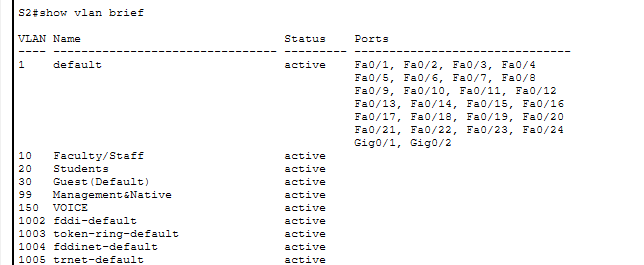 S2#show vlan brief
VLAN Name Status Ports
---- -------------------------------- --------- -------------------------------
1 default active Fa0/1, Fa0/2, Fa0/3, Fa0/4
Fa0/5, Fa0/6, Fa0/7, Fa0/8
Fa0/9, Fa0/10, Fa0/11, Fa0/12
Fa0/13, Fa0/14, Fa0/15, Fa0/16
Fa0/17, Fa0/18, Fa0/19, Fa0/20
Fa0/21, Fa0/22, Fa0/23, Fa0/24
Gig0/1, Gig0/2
10 Faculty/Staff active
20 Students active
30 Guest(Default) active
99 Management&Native active
150 VOICE active
1002 fddi-default active
1003 token-ring-default active
1004 fddinet-default active
1005 trnet-default active